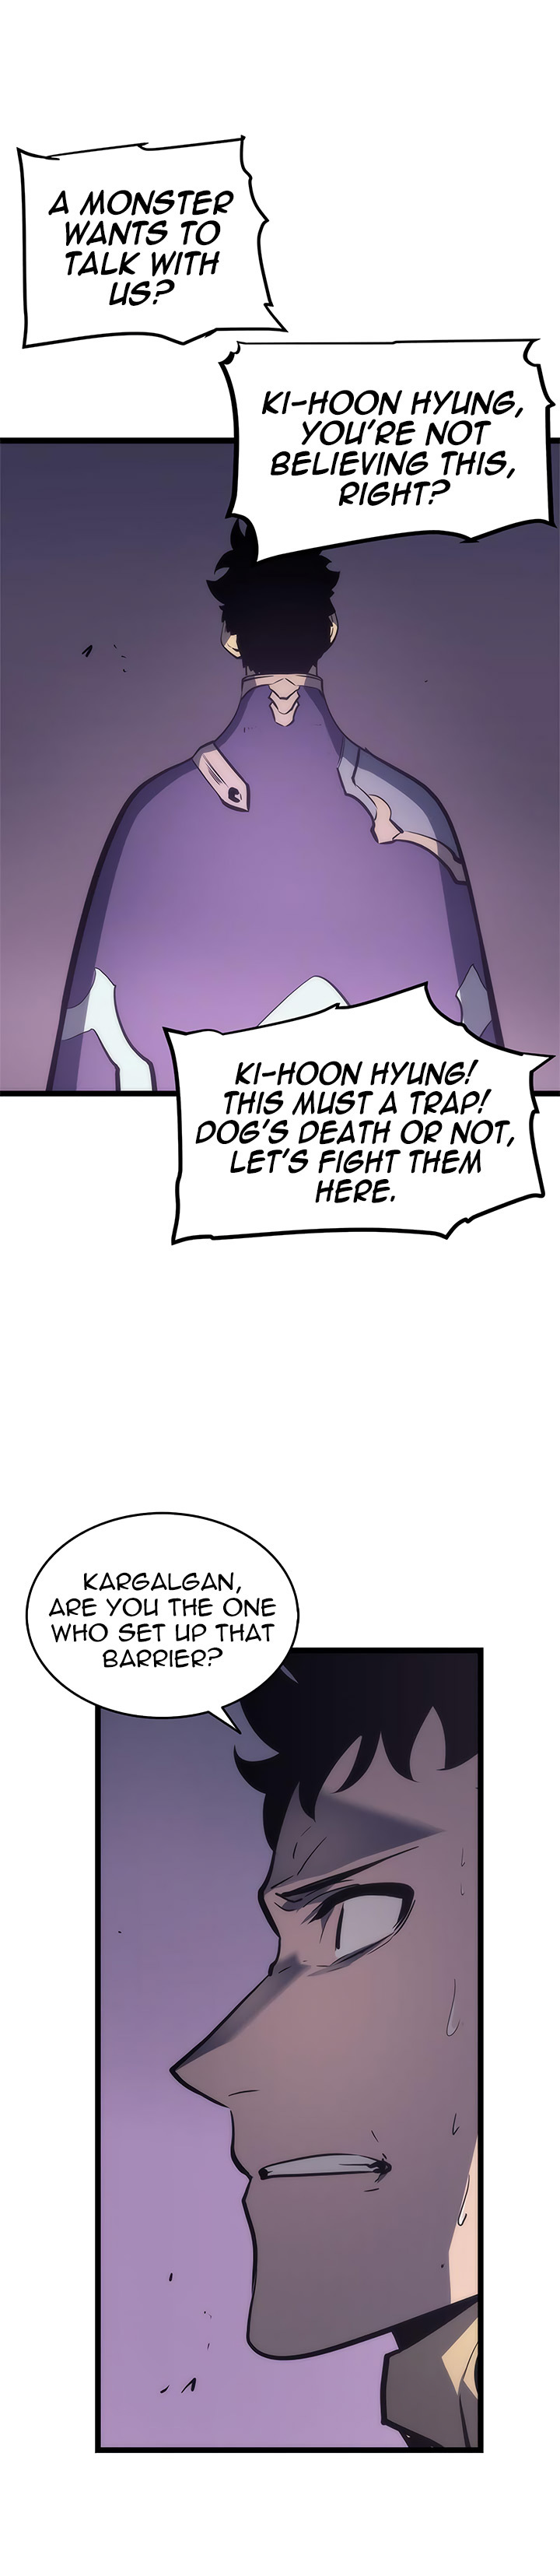 A MONSTER
WANTS TO
TALK WITH
US?
KI-HOON HYUNG,
YOU'RE NOT
BELIEVING THIS,
RIGHT?
KI-HOON HYUNG!
THIS MUST A TRAP!
DOG'S DEATH OR NOT,
LET'S FIGHT THEM
HERE.
KARGALGAN,
ARE YOU THE ONE
WHO SET UP THAT
BARRIER?